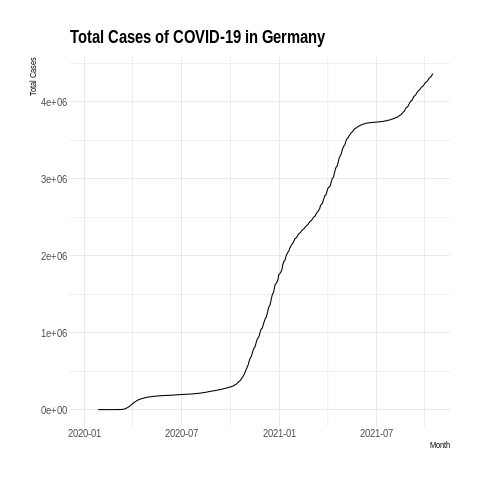 Total Cases of COVID-19 in Germany
Total Cases
4e+06
3e+06
2e+06
1e+06
0e+00
2020-01 2020-07 2021-01 2021-07
Month